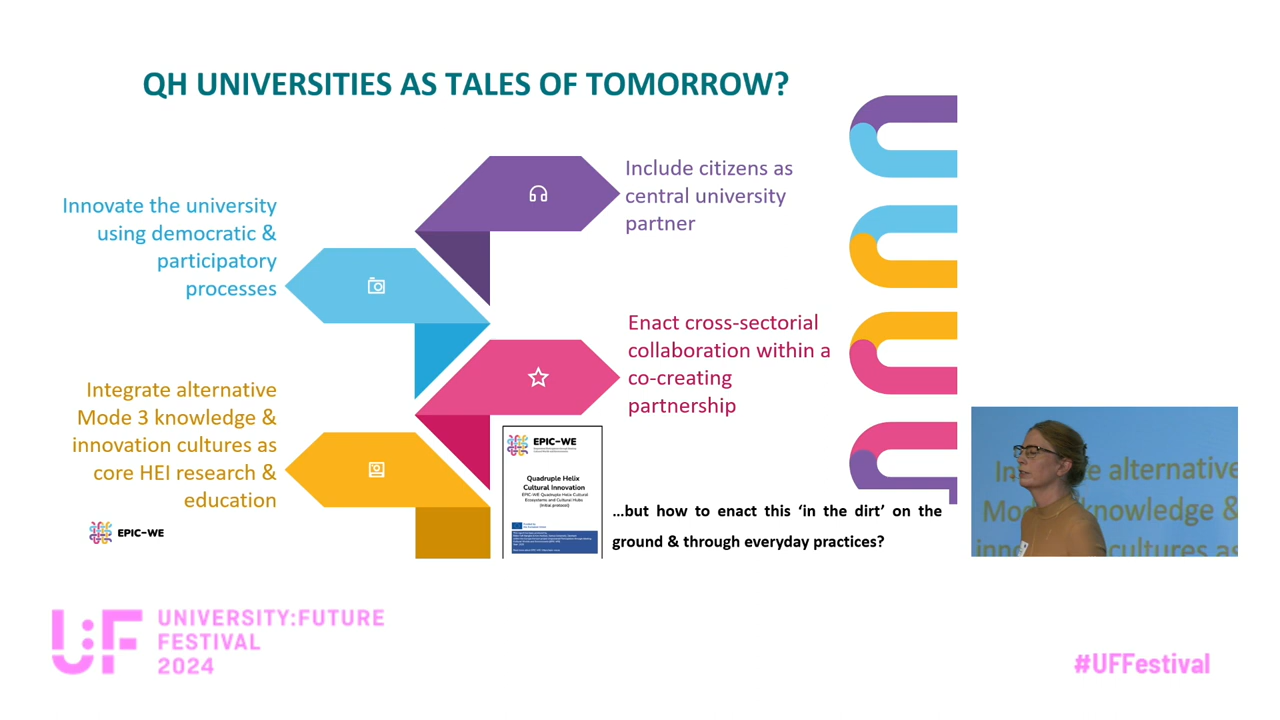 QH UNIVERSITIES AS TALES OF TOMORROW?
Include citizens as
central university
partner
Innovate the university
using democratic &
participatory
processes
Enact cross-sectorial
collaboration within a
co-creating
partnership
Integrate alternative
Mode 3 knowledge &
innovation cultures as
core HEI research &
education
EPIC-WE
EPIC-WE
Quadruple Helix
Cultural Innovation
EPIC-WE Quadruple Helix Cultural
Ecosystems and Cultural Hubs
(Initial protocol)
…but how to enact this ‘in the dirt’ on the
ground & through everyday practices?
alternative
knowledge &
cultures as
U:F
UNIVERSITY:FUTURE
FESTIVAL
2024
#UFFestival